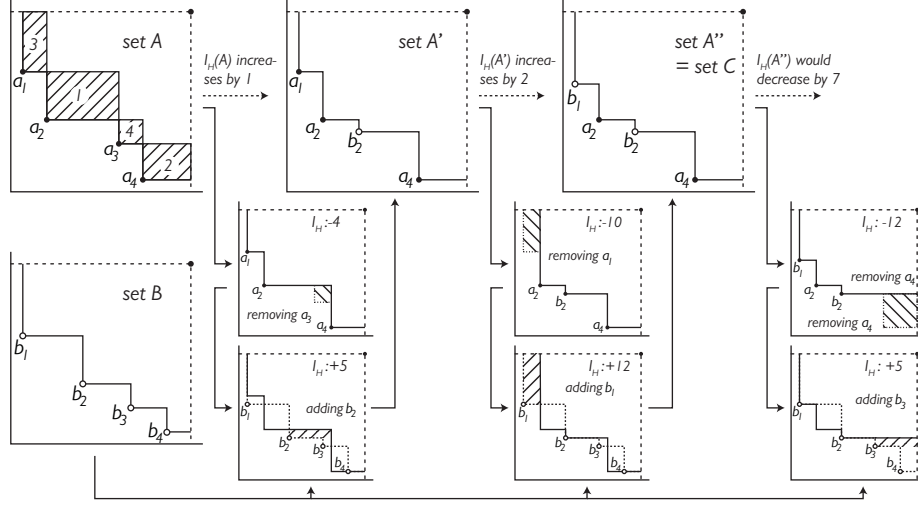 3
set A
a1
1
a2
4
a3
2
a4
IH(A) increa-
ses by 1
set A'
a1
a2
b2
a4
IH(A') increa-
ses by 2
set A''
= set C
b1
a2
b2
a4
IH(A'') would
decrease by 7
IH:-4
a1
a2
removing a3
a4
IH:-10
removing a1
a2
b2
a4
IH: -12
b1
removing a4
a2
b2
removing a4
set B
b1
b2
b3
b4
IH:+5
adding b2
b1
b2
b3
b4
IH:+12
adding b1
b1
b2
b3
b4
IH: +5
adding b3
b1
b2
b3
b4